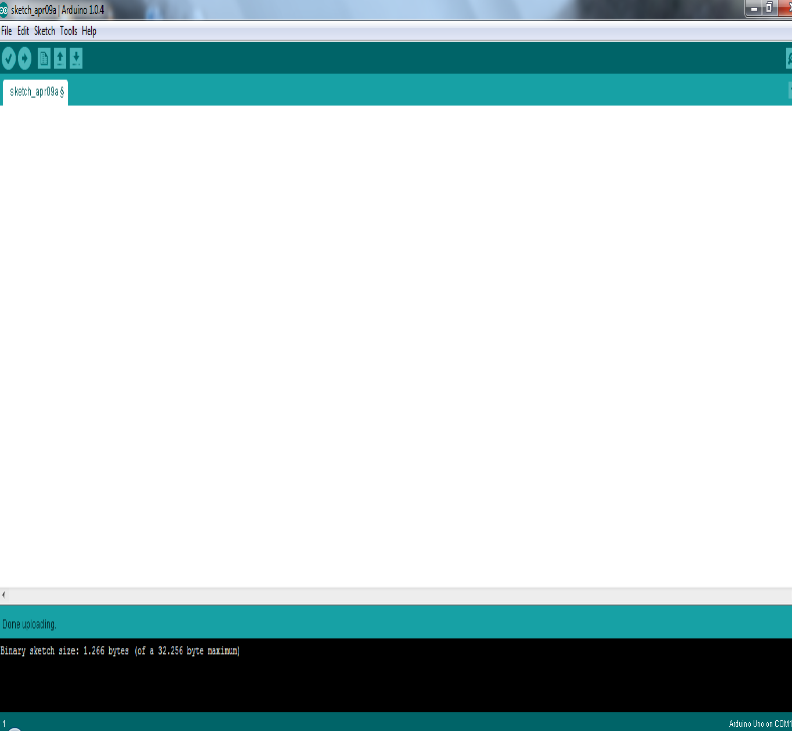 sketch_apr09a | Arduino 1.0.4
File Edit Sketch Tools Help
sketch_apr09a §
Done uploading.
Binary sketch size: 1.266 bytes (of a 32.256 byte maximum)
1
Arduino Uno on COM1